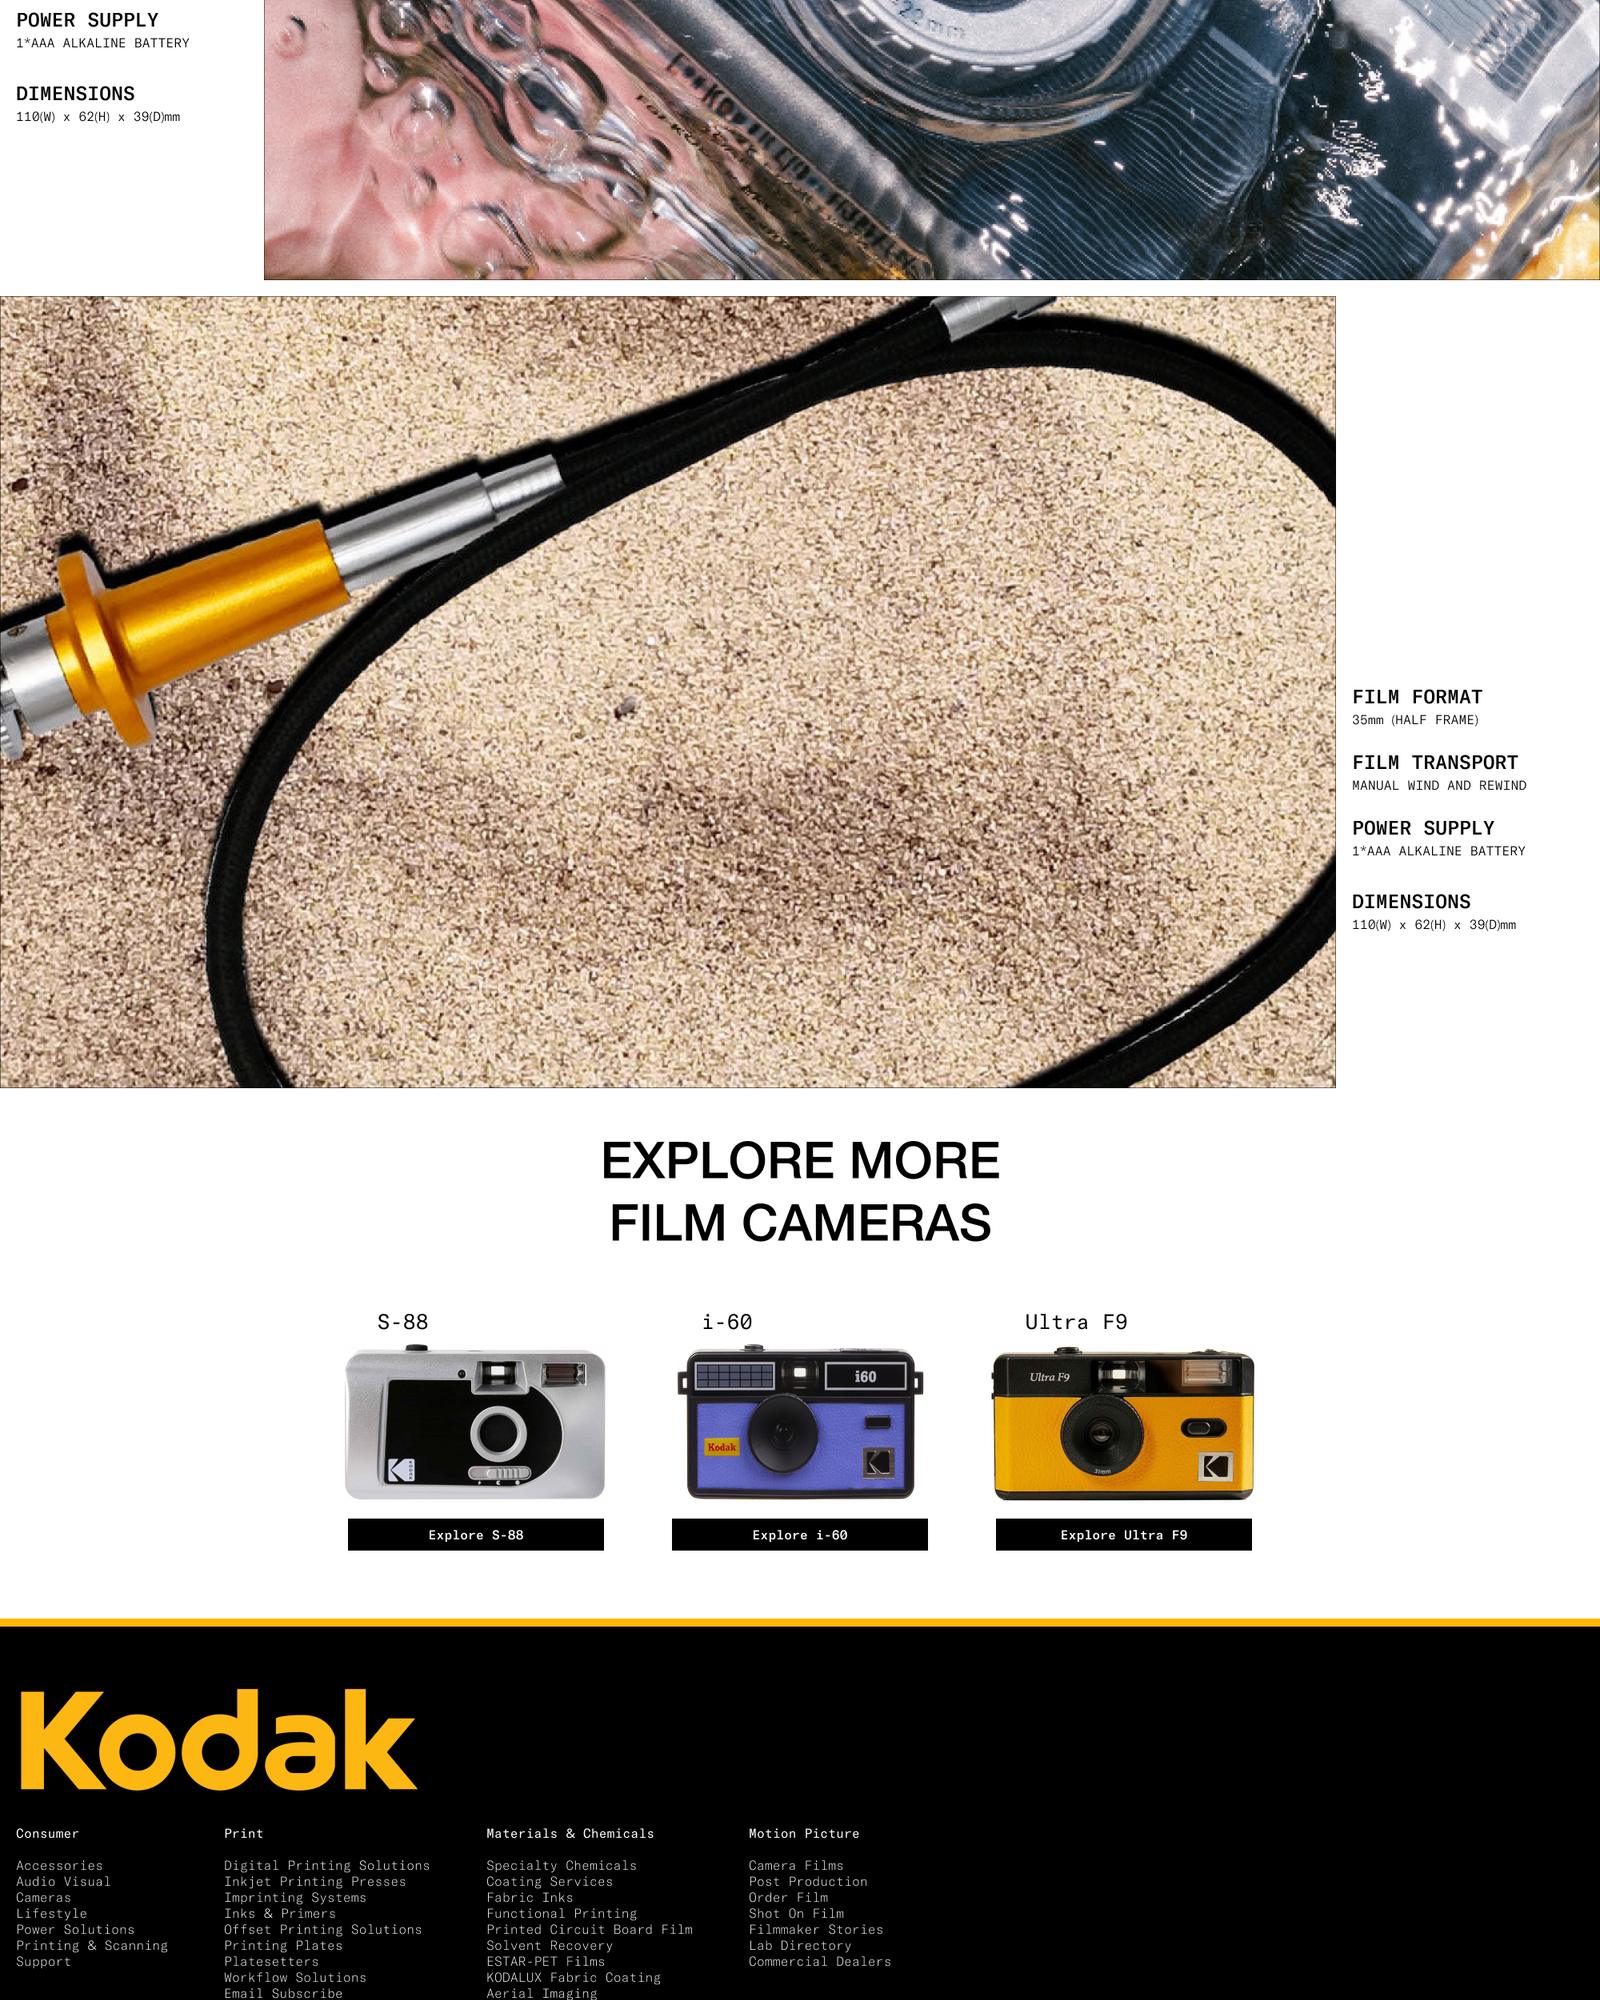 POWER SUPPLY
1*AAA ALKALINE BATTERY
DIMENSIONS
110(W) x 62(H) x 39(D)mm
22mm
FILM FORMAT
35mm (HALF FRAME)
FILM TRANSPORT
MANUAL WIND AND REWIND
POWER SUPPLY
1*AAA ALKALINE BATTERY
DIMENSIONS
110(W) x 62(H) x 39(D)mm
EXPLORE MORE
FILM CAMERAS
S-88
i-60
Ultra F9
i60
Kodak
Ultra F9
31mm
Explore S-88
Explore i-60
Explore Ultra F9
Kodak
Consumer
Accessories
Audio Visual
Cameras
Lifestyle
Power Solutions
Printing & Scanning
Support
Print
Digital Printing Solutions
Inkjet Printing Presses
Imprinting Systems
Inks & Primers
Offset Printing Solutions
Printing Plates
Platesetters
Workflow Solutions
Email Subscribe
Materials & Chemicals
Specialty Chemicals
Coating Services
Fabric Inks
Functional Printing
Printed Circuit Board Film
Solvent Recovery
ESTAR-PET Films
KODALUX Fabric Coating
Aerial Imaging
Motion Picture
Camera Films
Post Production
Order Film
Shot On Film
Filmmaker Stories
Lab Directory
Commercial Dealers